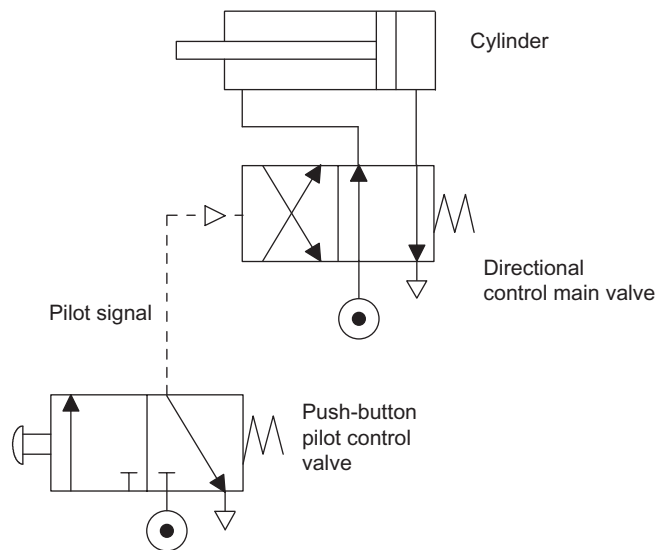 Cylinder
Directional
control main valve
Pilot signal
Push-button
pilot control
valve